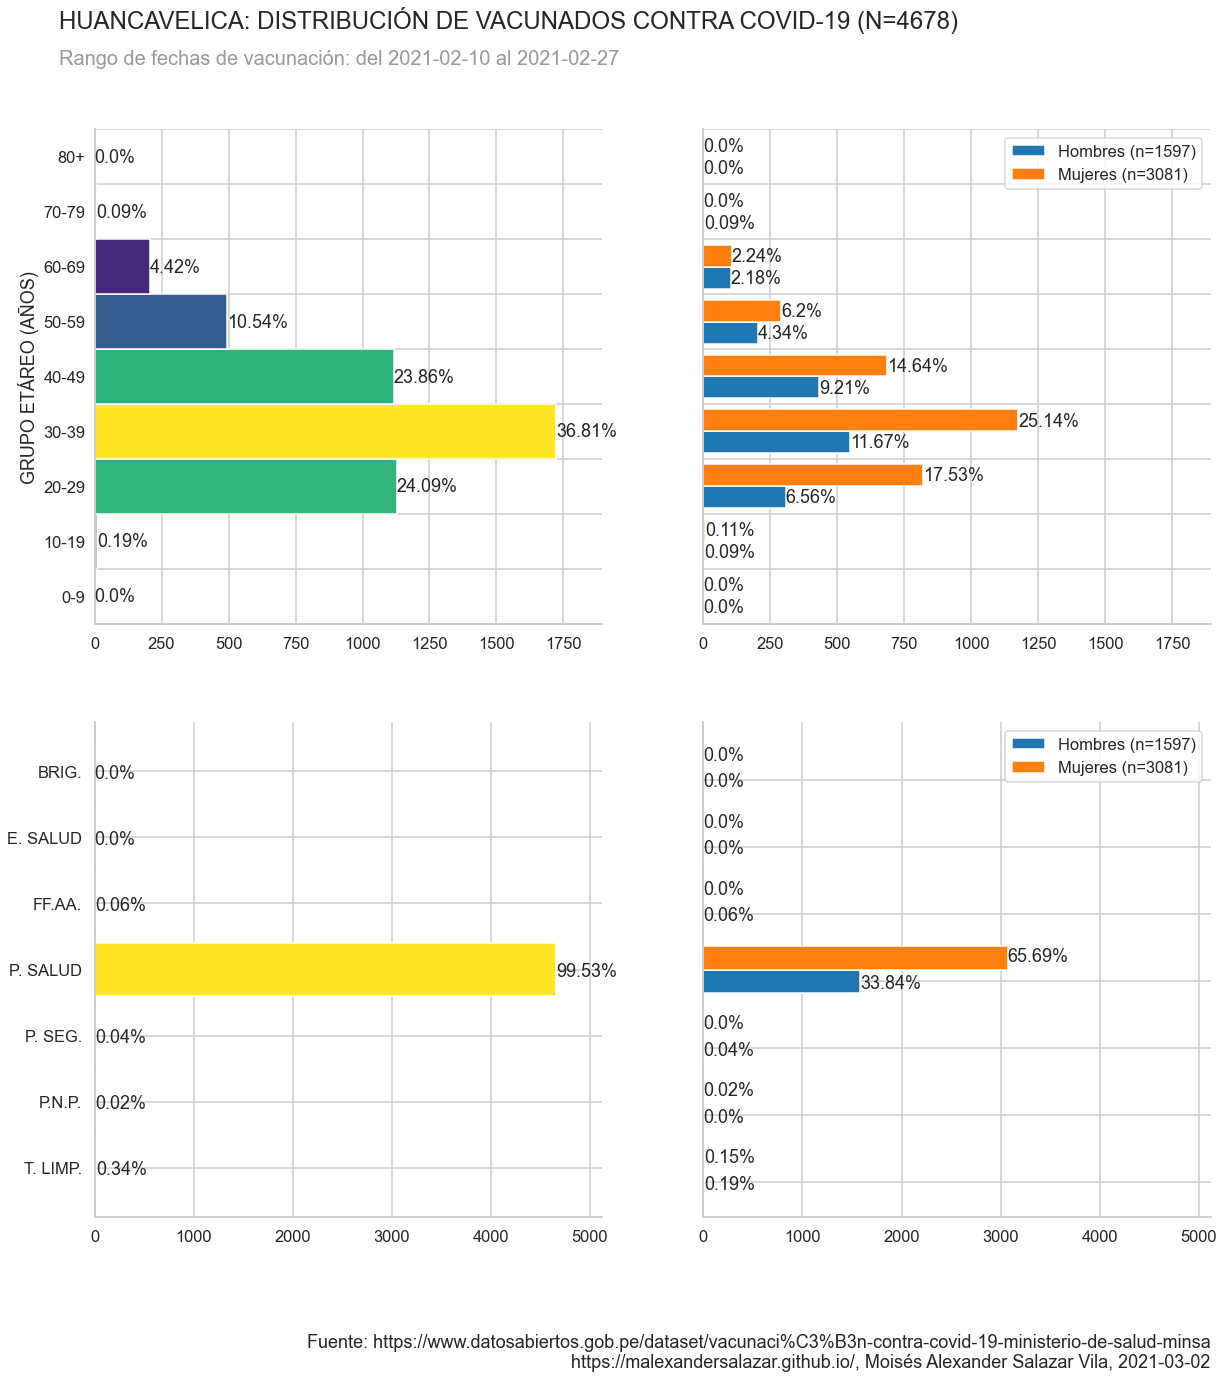 HUANCAVELICA: DISTRIBUCIÓN DE VACUNADOS CONTRA COVID-19 (N=4678)
Rango de fechas de vacunación: del 2021-02-10 al 2021-02-27
GRUPO ETÁREO (AÑOS)
80+ 0.0%
70-79 0.09%
60-69 4.42%
50-59 10.54%
40-49 23.86%
30-39 36.81%
20-29 24.09%
10-19 0.19%
0-9 0.0%
0 250 500 750 1000 1250 1500 1750
Hombres (n=1597)
Mujeres (n=3081)
0.0%
0.0%
0.0%
0.09%
2.24%
2.18%
6.2%
4.34%
14.64%
9.21%
25.14%
11.67%
17.53%
6.56%
0.11%
0.09%
0.0%
0.0%
0 250 500 750 1000 1250 1500 1750
BRIG. 0.0%
E. SALUD 0.0%
FF.AA. 0.06%
P. SALUD 99.53%
P. SEG. 0.04%
P.N.P. 0.02%
T. LIMP. 0.34%
0 1000 2000 3000 4000 5000
Hombres (n=1597)
Mujeres (n=3081)
0.0%
0.0%
0.0%
0.0%
0.0%
0.06%
65.69%
33.84%
0.0%
0.04%
0.02%
0.0%
0.15%
0.19%
0 1000 2000 3000 4000 5000
Fuente: https://www.datosabiertos.gob.pe/dataset/vacunaci%C3%B3n-contra-covid-19-ministerio-de-salud-minsa
https://malexandersalazar.github.io/, Moisés Alexander Salazar Vila, 2021-03-02